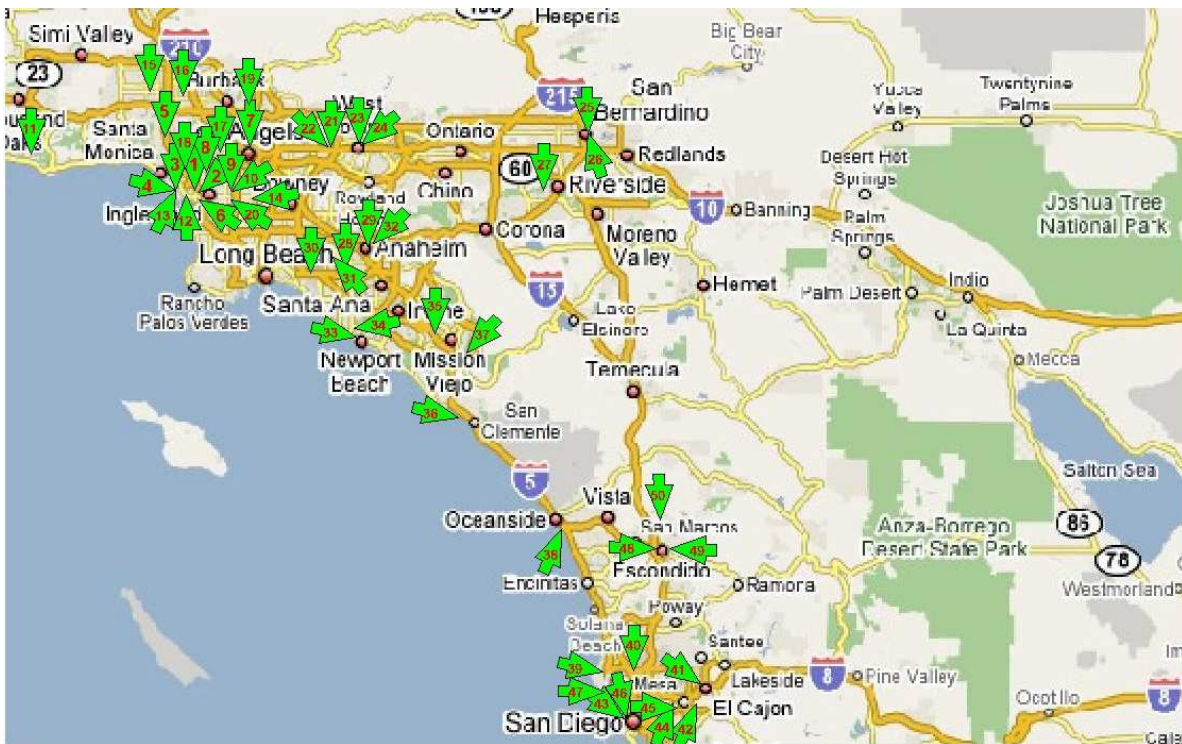 Hesperis
Simi Valley
210
Big Bear
City
23
215
San
Bernardino
Yucca
Valley
Twentynine
Palms
15
16
19
25
5
17
7
22
21
23
24
11
Santa
Monica
West
Ontario
Redlands
18
8
3
1
9
2
10
4
60
27
26
Riverside
Desert Hot
Springs
Joshua Tree
National Park
Chino
Rowland
14
13
12
6
20
10
Banning
Palm
Springs
29
32
Corona
Moreno
Valley
Long Beach
30
28
Anaheim
31
15
Hemet
Palm Desert
Indio
Rancho
Palos Verdes
Santa Ana
35
Lake
Elsinore
La Quinta
33
34
37
Newport
Beach
Mission
Viejo
Temecula
Mecca
36
San
Clemente
5
Salton Sea
Vista
50
Oceanside
San Marcos
86
Anza-Borrego
Desert State Park
38
48
49
Escondido
78
Encinitas
Ramona
Westmorland
Poway
Solana
Beach
40
Santee
39
41
Lakeside
8
Pine Valley
47
46
Mesa
43
45
El Cajon
Ocotillo
8
San Diego
44
42